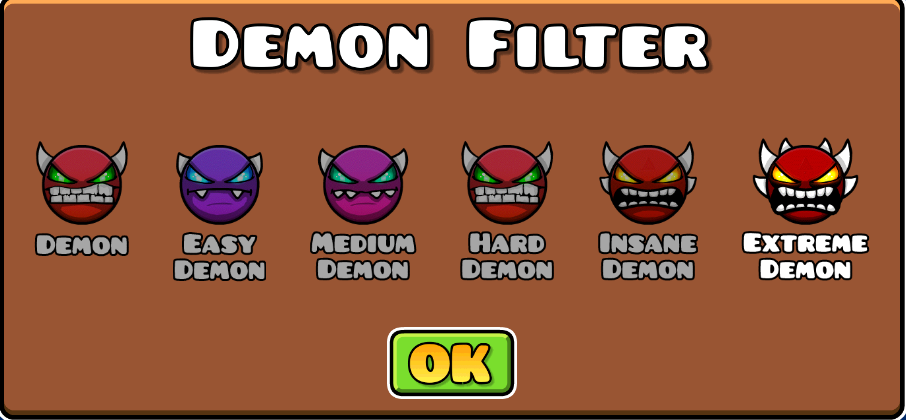 Demon Filter
Demon
Easy
Demon
Medium
Demon
Hard
Demon
Insane
Demon
Extreme
Demon
OK